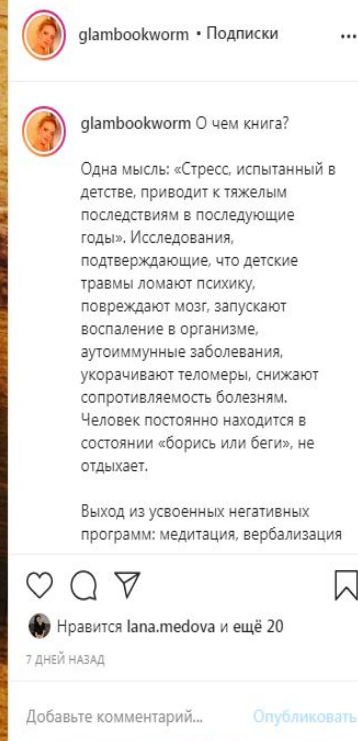 glambookworm • Подписки
glambookworm О чем книга?
Одна мысль: «Стресс, испытанный в
детстве, приводит к тяжелым
последствиям в последующие
годы». Исследования,
подтверждающие, что детские
травмы ломают психику,
повреждают мозг, запускают
воспаление в организме,
аутоиммунные заболевания,
укорачивают теломеры, снижают
сопротивляемость болезням.
Человек постоянно находится в
состоянии «борись или беги», не
отдыхает.
Выход из усвоенных негативных
программ: медитация, вербализация
Нравится lana.medova и ещё 20
7 ДНЕЙ НАЗАД
Добавьте комментарий... Опубликовать